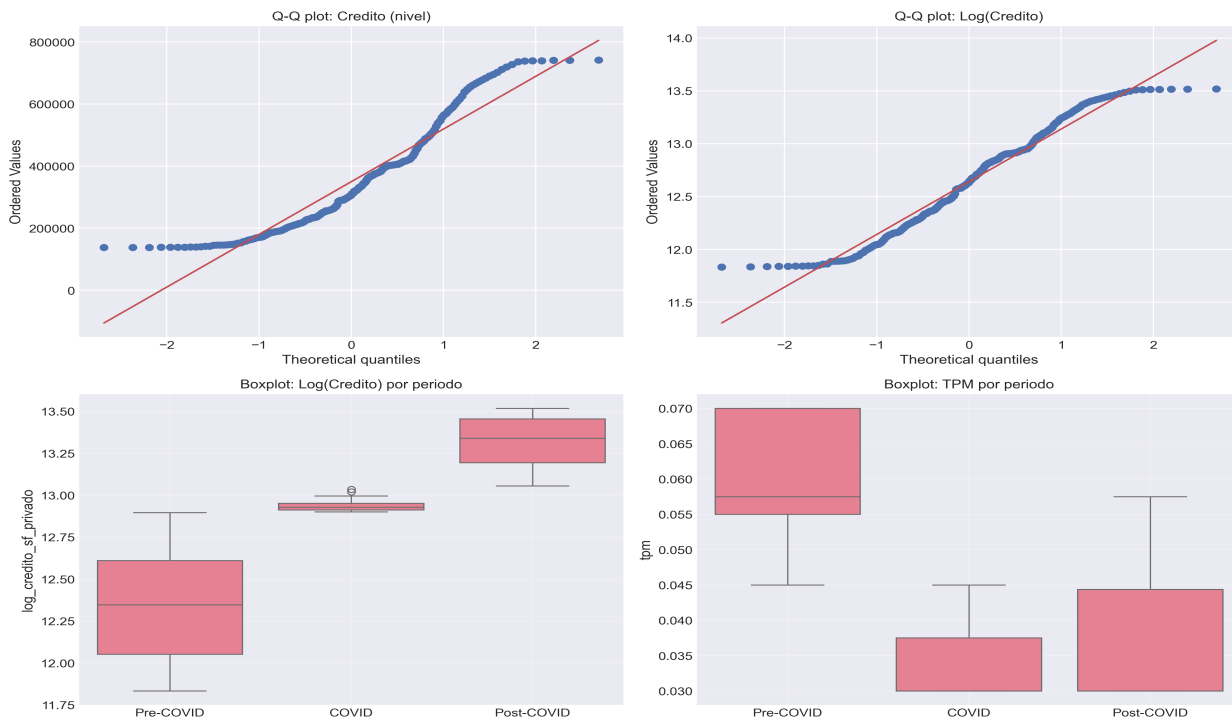 Q-Q plot: Credito (nivel)
Ordered Values
800000
600000
400000
200000
0
−2 −1 0 1 2
Theoretical quantiles
Q-Q plot: Log(Credito)
Ordered Values
14.0
13.5
13.0
12.5
12.0
11.5
−2 −1 0 1 2
Theoretical quantiles
Boxplot: Log(Credito) por periodo
log_credito_sf_privado
13.50
13.25
13.00
12.75
12.50
12.25
12.00
11.75
Pre-COVID COVID Post-COVID
Boxplot: TPM por periodo
tpm
0.070
0.065
0.060
0.055
0.050
0.045
0.040
0.035
0.030
Pre-COVID COVID Post-COVID